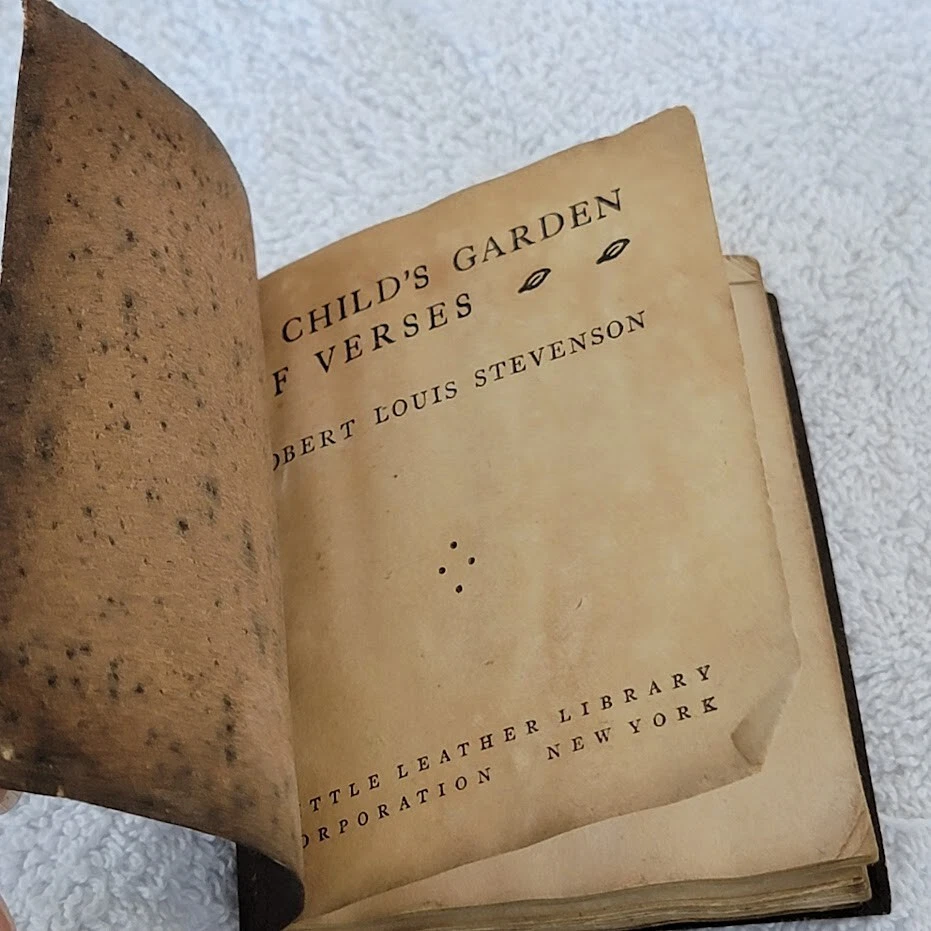 CHILD'S GARDEN
F VERSES
OBERT LOUIS STEVENSON
TTLE LEATHER LIBRARY
ORPORATION NEW YORK